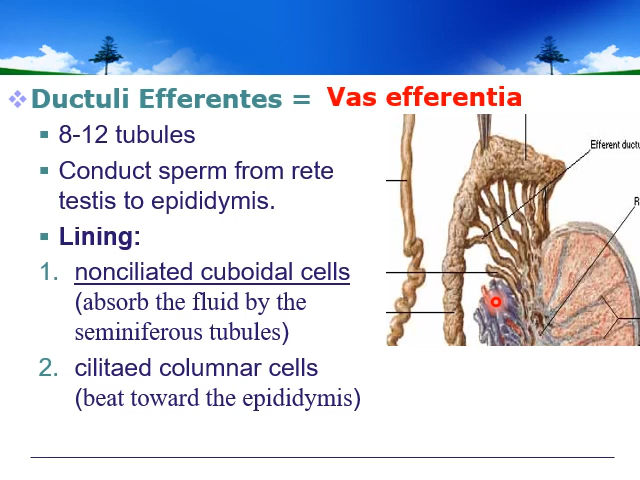 Ductuli Efferentes = Vas efferentia
8-12 tubules
Conduct sperm from rete
testis to epididymis.
Lining:
1. nonciliated cuboidal cells
(absorb the fluid by the
seminiferous tubules)
2. cilitaed columnar cells
(beat toward the epididymis)
Efferent ductu
R